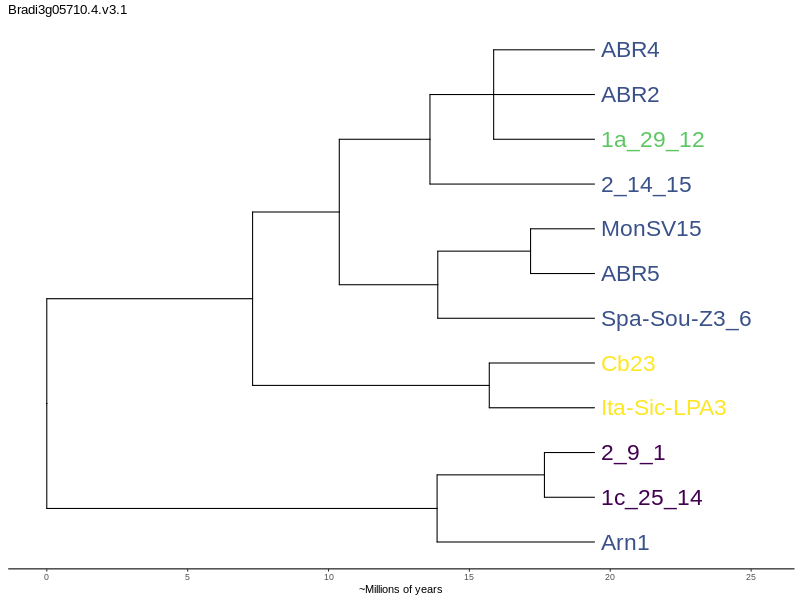 Bradi3g05710.4.v3.1
ABR4
ABR2
1a_29_12
2_14_15
MonSV15
ABR5
Spa-Sou-Z3_6
Cb23
Ita-Sic-LPA3
2_9_1
1c_25_14
Arn1
0 5 10 15 20 25
~Millions of years